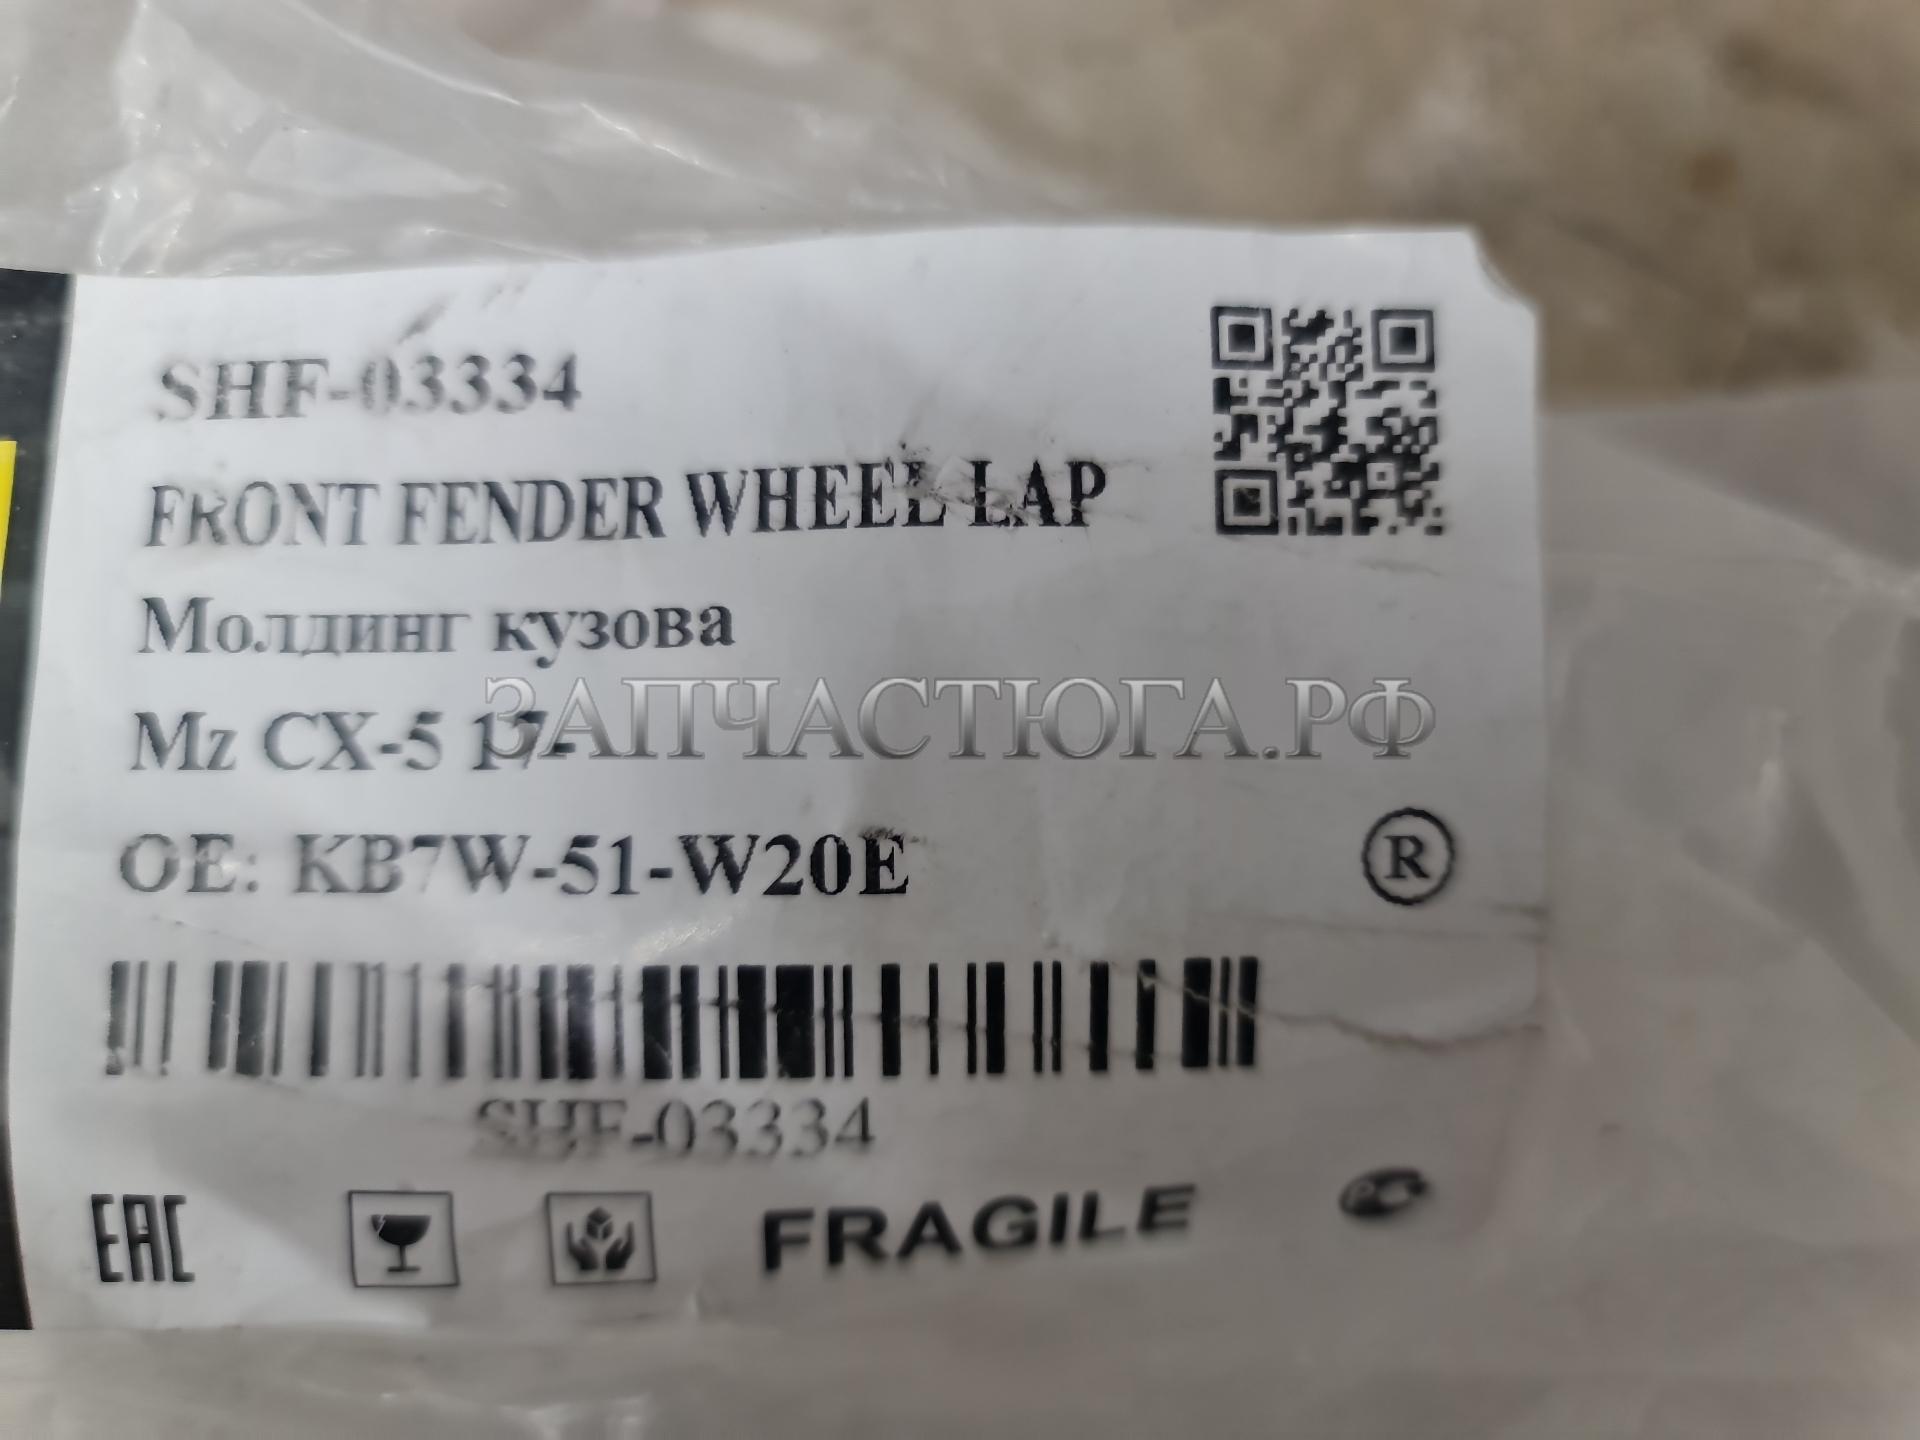 SHF-03334
FRONT FENDER WHEEL LAP
Молдинг кузова
ЗАПЧАСТЮГА.РФ
Mz CX-5 17-
OE: KB7W-51-W20E
®
SHF-03334
EAC
FRAGILE